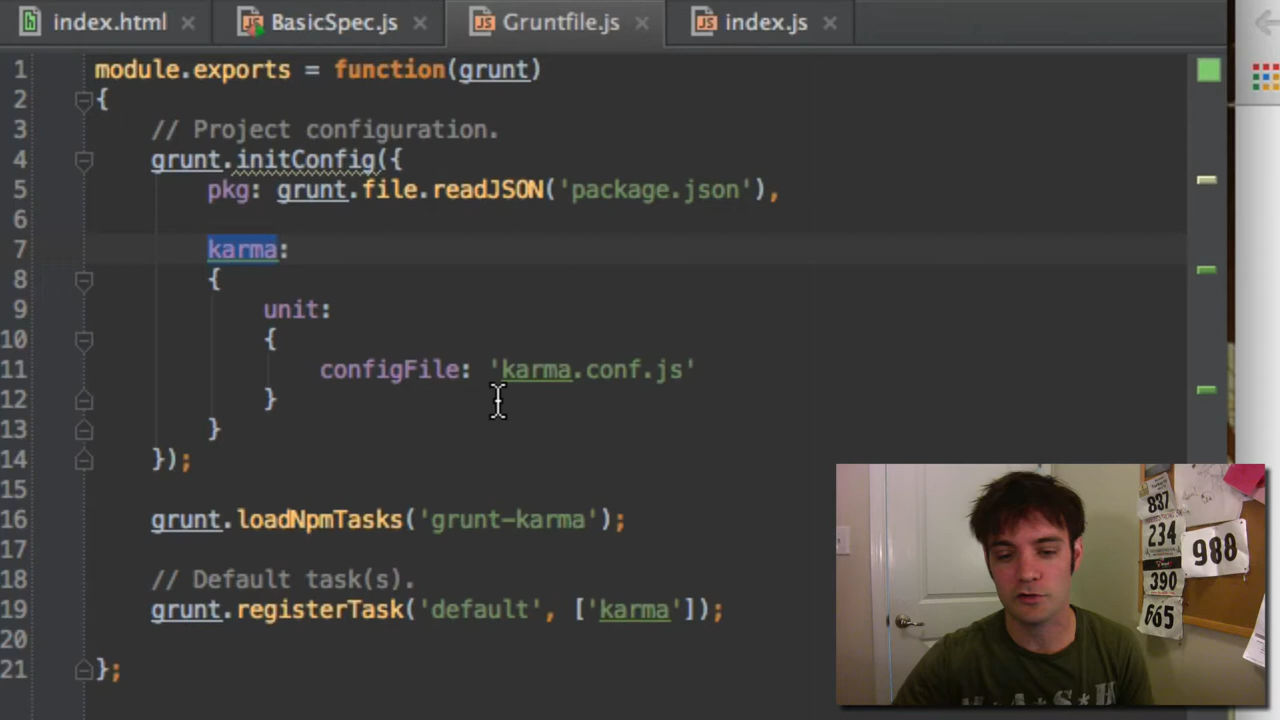 index.html
BasicSpec.js
Gruntfile.js
index.js
1 module.exports = function(grunt)
2 {
3 // Project configuration.
4 grunt.initConfig({
5 pkg: grunt.file.readJSON('package.json'),
6
7 karma:
8 {
9 unit:
10 {
11 configFile: 'karma.conf.js'
12 }
13 }
14 });
15
16 grunt.loadNpmTasks('grunt-karma');
17
18 // Default task(s).
19 grunt.registerTask('default', ['karma']);
20
21 };
837
234
988
390
665
M*A*S*H